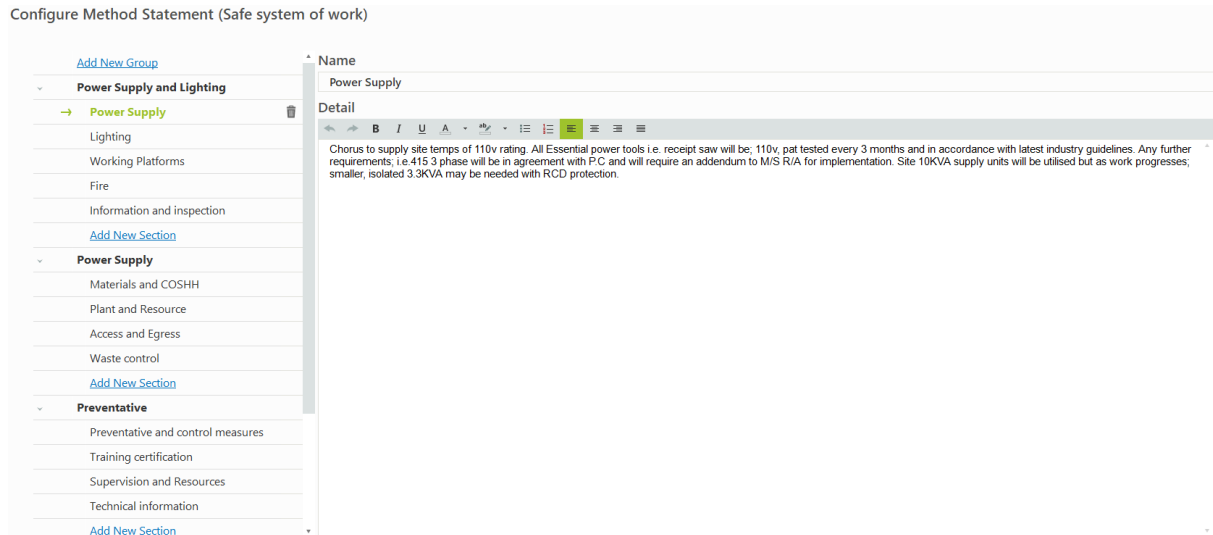 Configure Method Statement (Safe system of work)
Add New Group
Power Supply and Lighting
Power Supply
Lighting
Working Platforms
Fire
Information and inspection
Add New Section
Power Supply
Materials and COSHH
Plant and Resource
Access and Egress
Waste control
Add New Section
Preventative
Preventative and control measures
Training certification
Supervision and Resources
Technical information
Add New Section
Name
Power Supply
Detail
B I U A ab
Chorus to supply site temps of 110v rating. All Essential power tools i.e. receipt saw will be; 110v, pat tested every 3 months and in accordance with latest industry guidelines. Any further
requirements; i.e.415 3 phase will be in agreement with P.C and will require an addendum to M/S R/A for implementation. Site 10KVA supply units will be utilised but as work progresses;
smaller, isolated 3.3KVA may be needed with RCD protection.